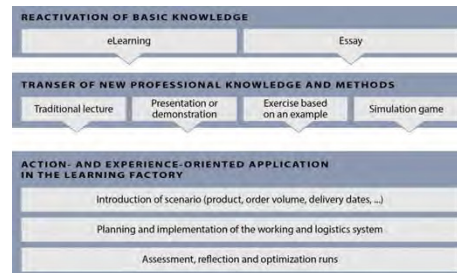 REACTIVATION OF BASIC KNOWLEDGE
eLearning
Essay
TRANSER OF NEW PROFESSIONAL KNOWLEDGE AND METHODS
Traditional lecture
Presentation or
demonstration
Exercise based
on an example
Simulation game
ACTION- AND EXPERIENCE-ORIENTED APPLICATION
IN THE LEARNING FACTORY
Introduction of scenario (product, order volume, delivery dates, ...)
Planning and implementation of the working and logistics system
Assessment, reflection and optimization runs